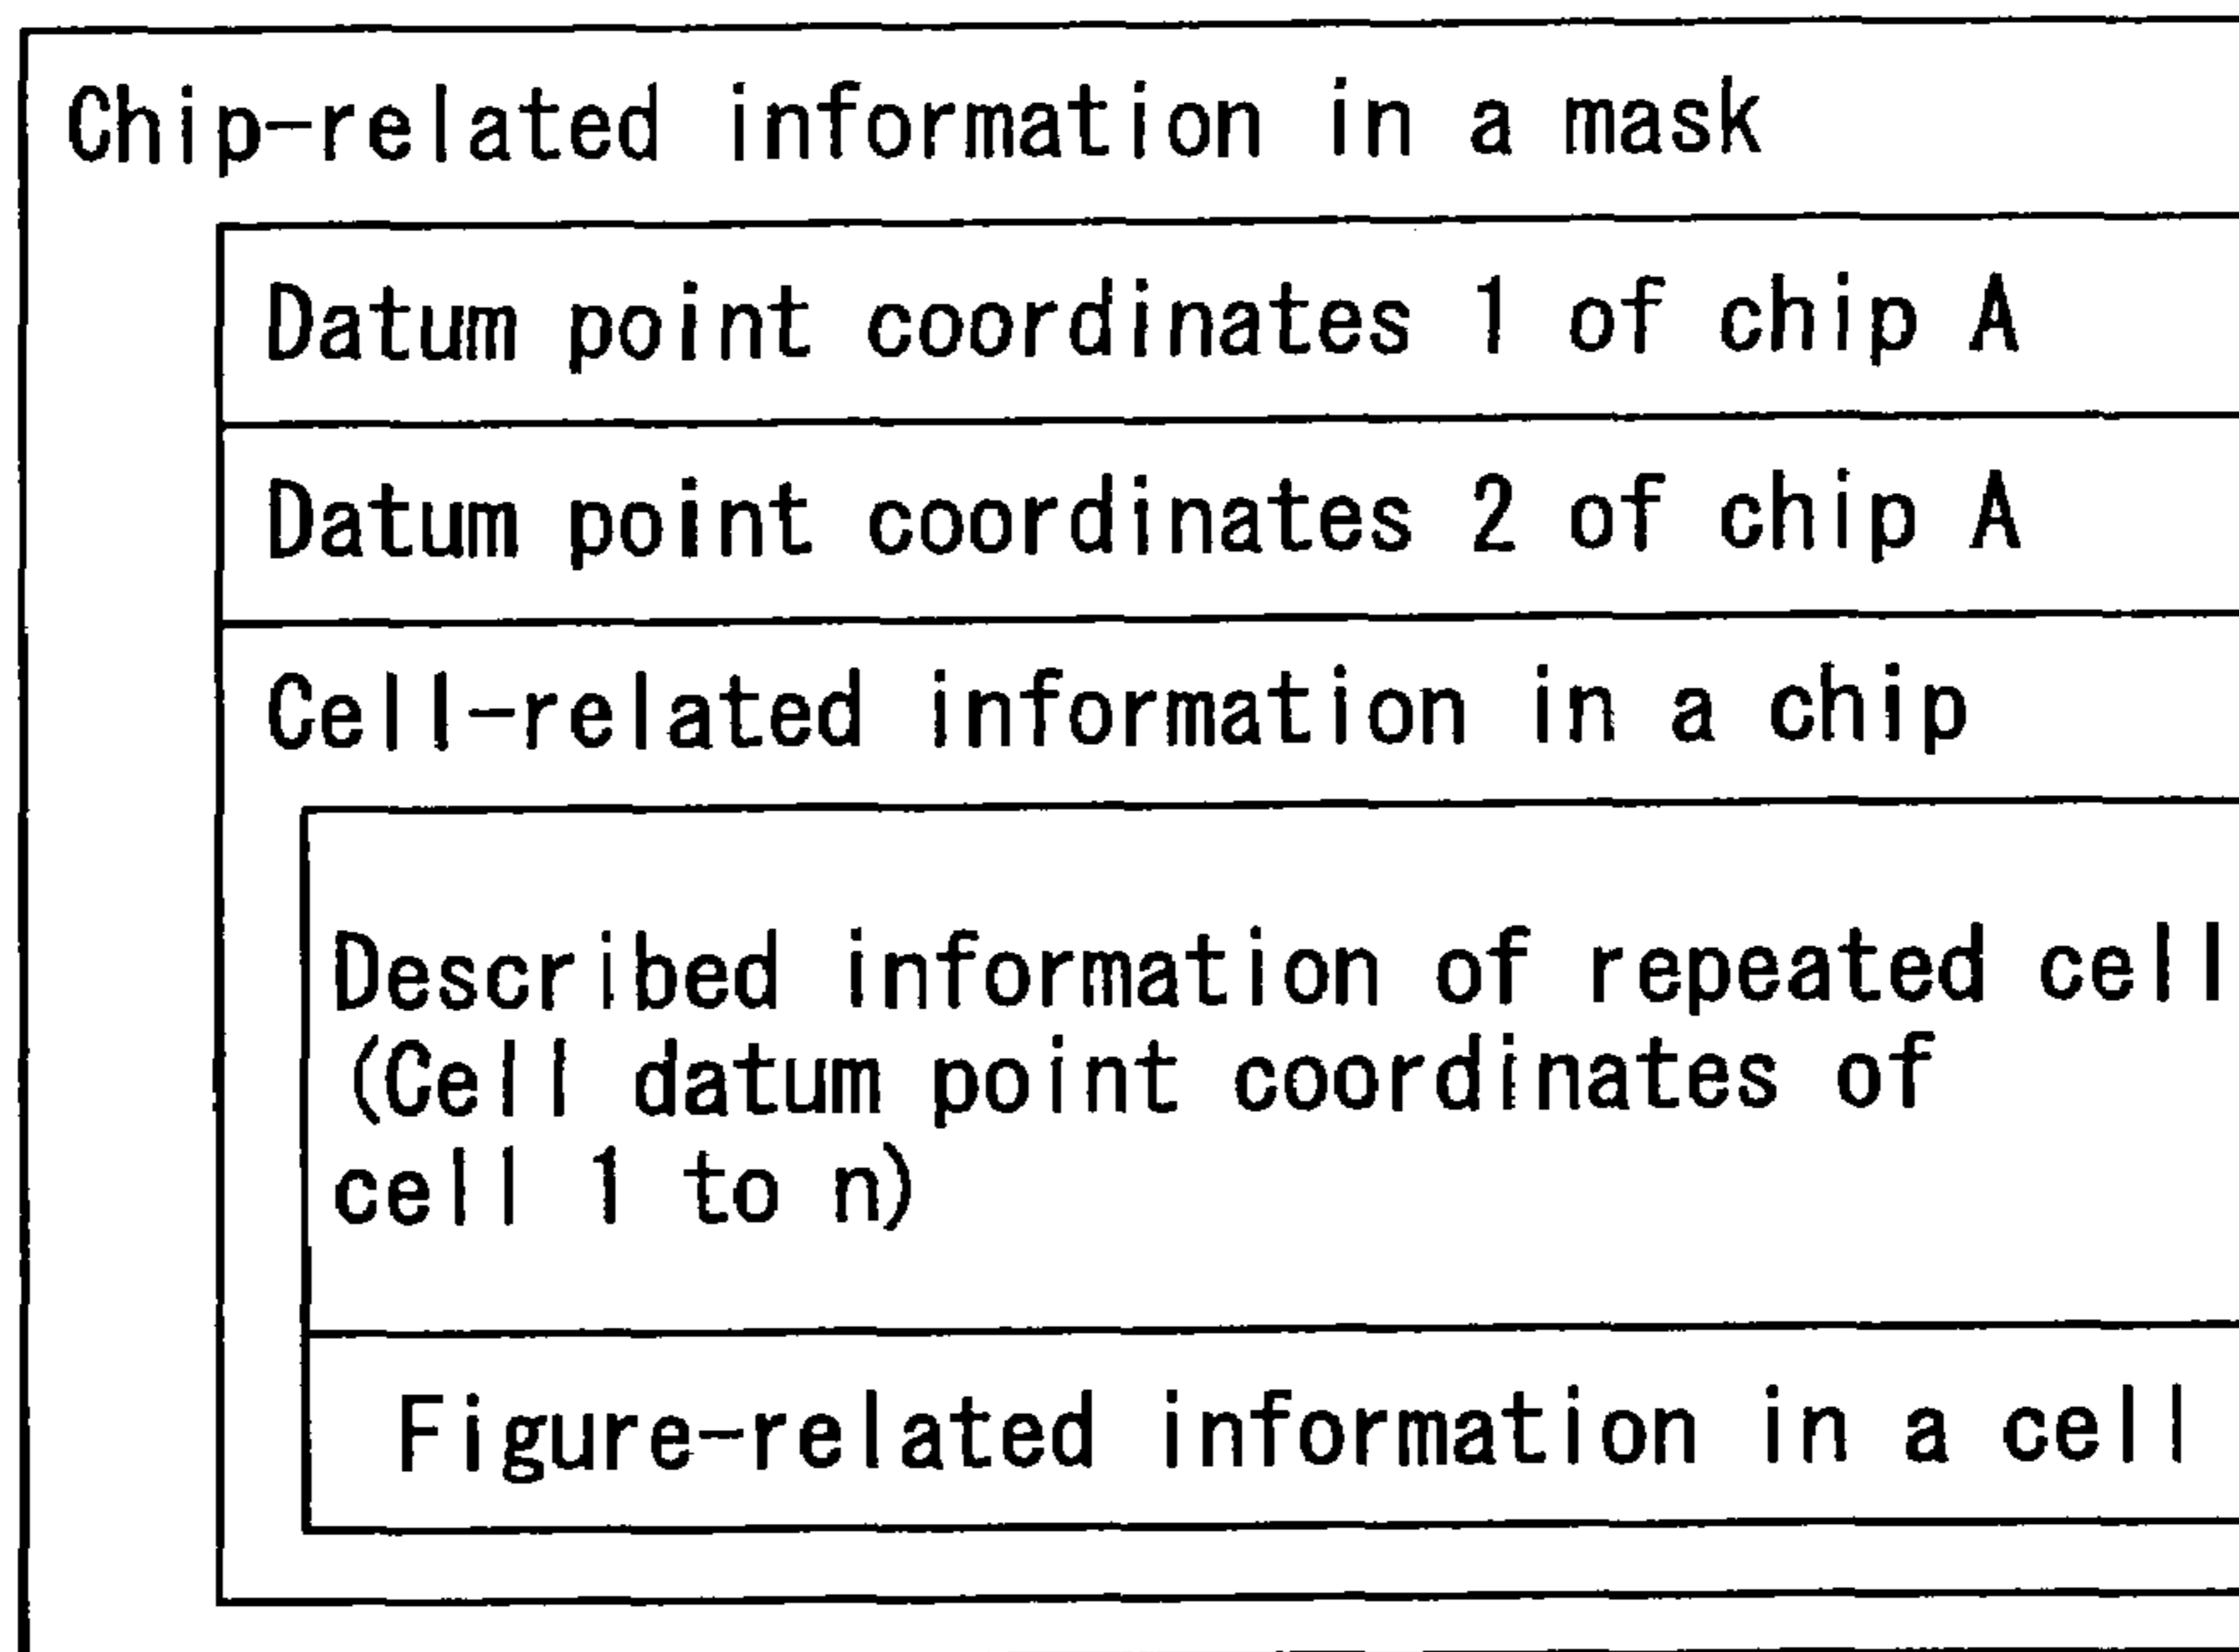 Chip-related information in a mask
Datum point coordinates 1 of chip A
Datum point coordinates 2 of chip A
Cell-related information in a chip
Described information of repeated cell
(Cell datum point coordinates of
cell 1 to n)
Figure-related information in a cell